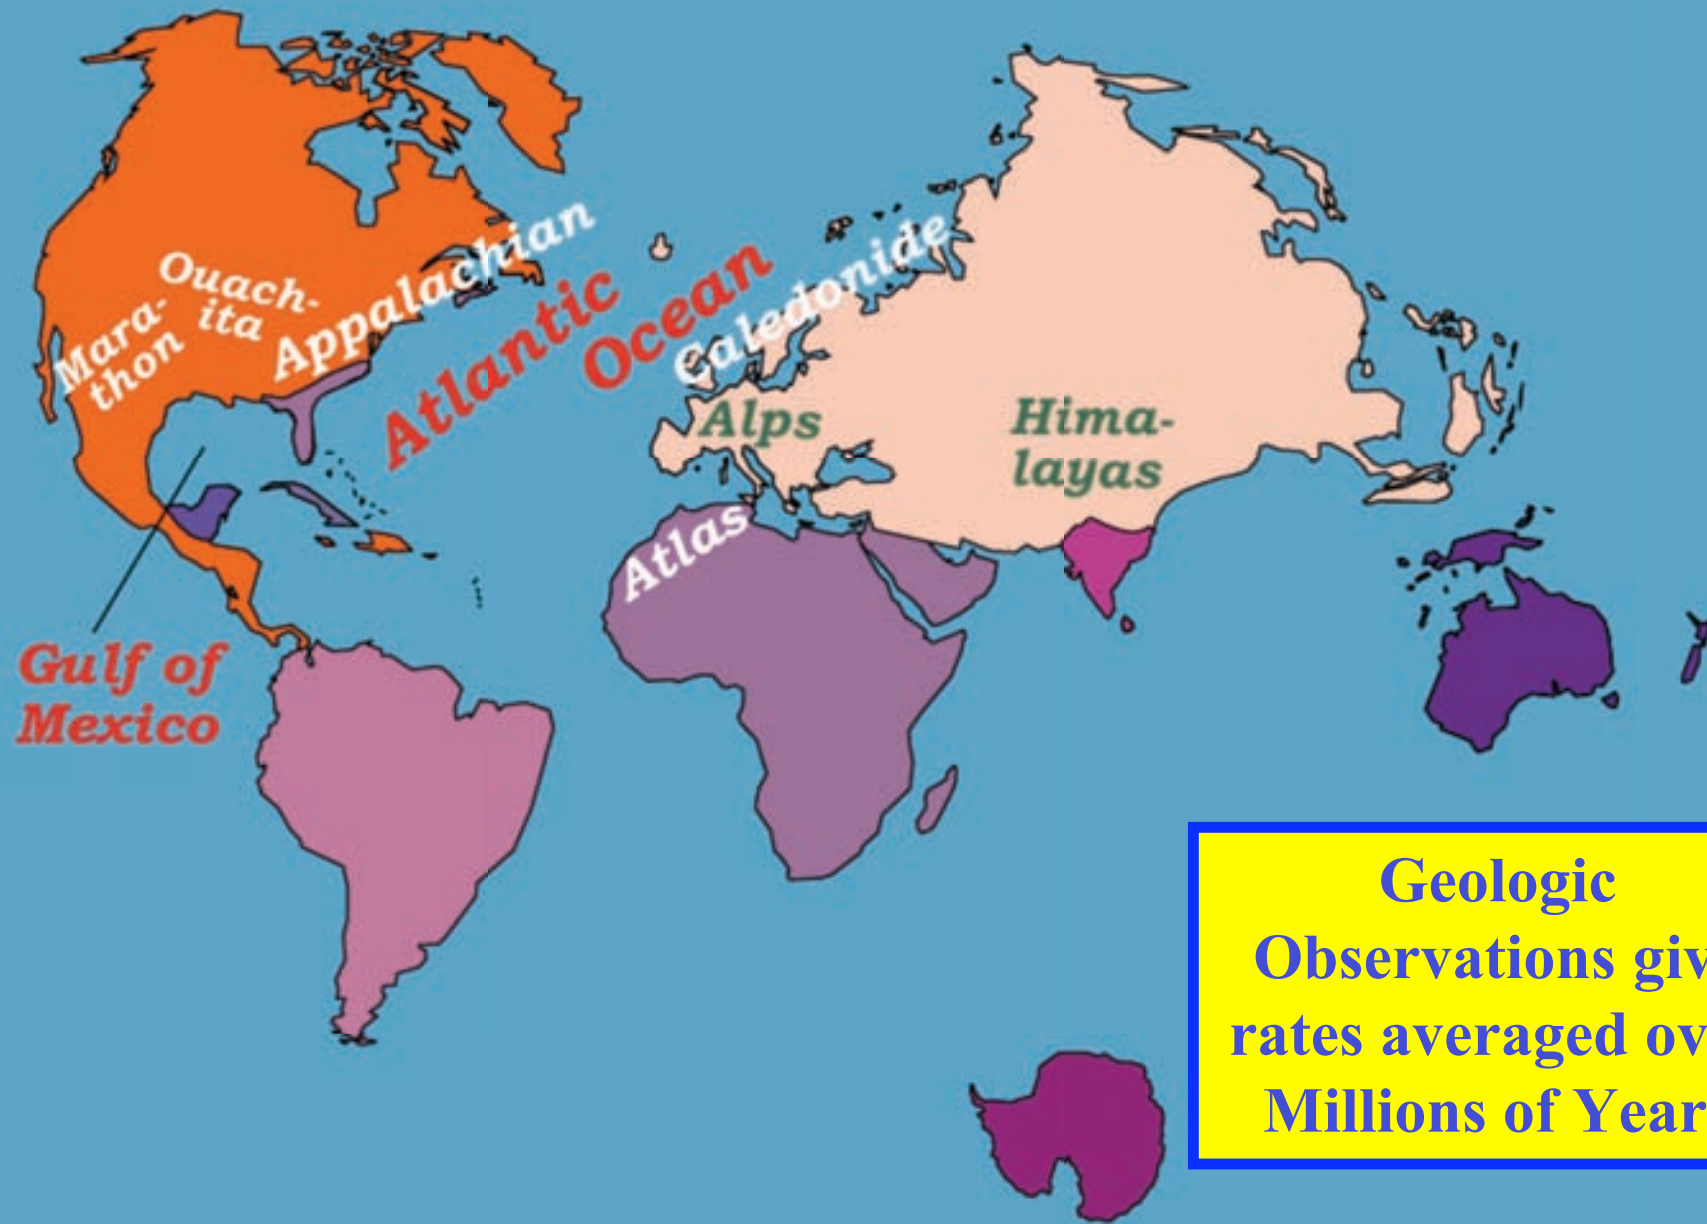 Ouach-
ita
Mara-
thon
Appalachian
Atlantic
Ocean
Caledonide
Alps
Hima-
layas
Atlas
Gulf of
Mexico
Geologic
Observations giv
rates averaged ov
Millions of Year